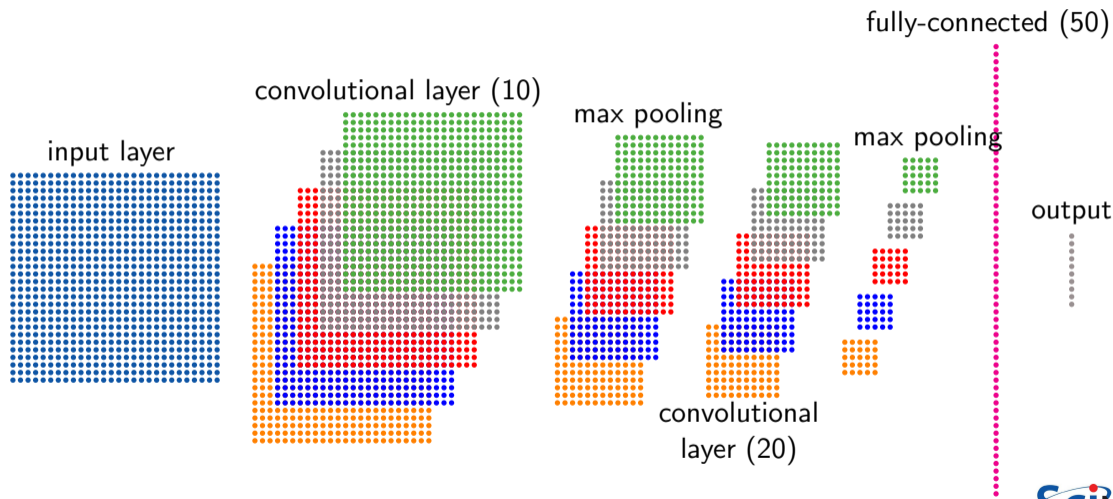 fully-connected (50)
convolutional layer (10)
max pooling
max pooling
input layer
output
convolutional
layer (20)